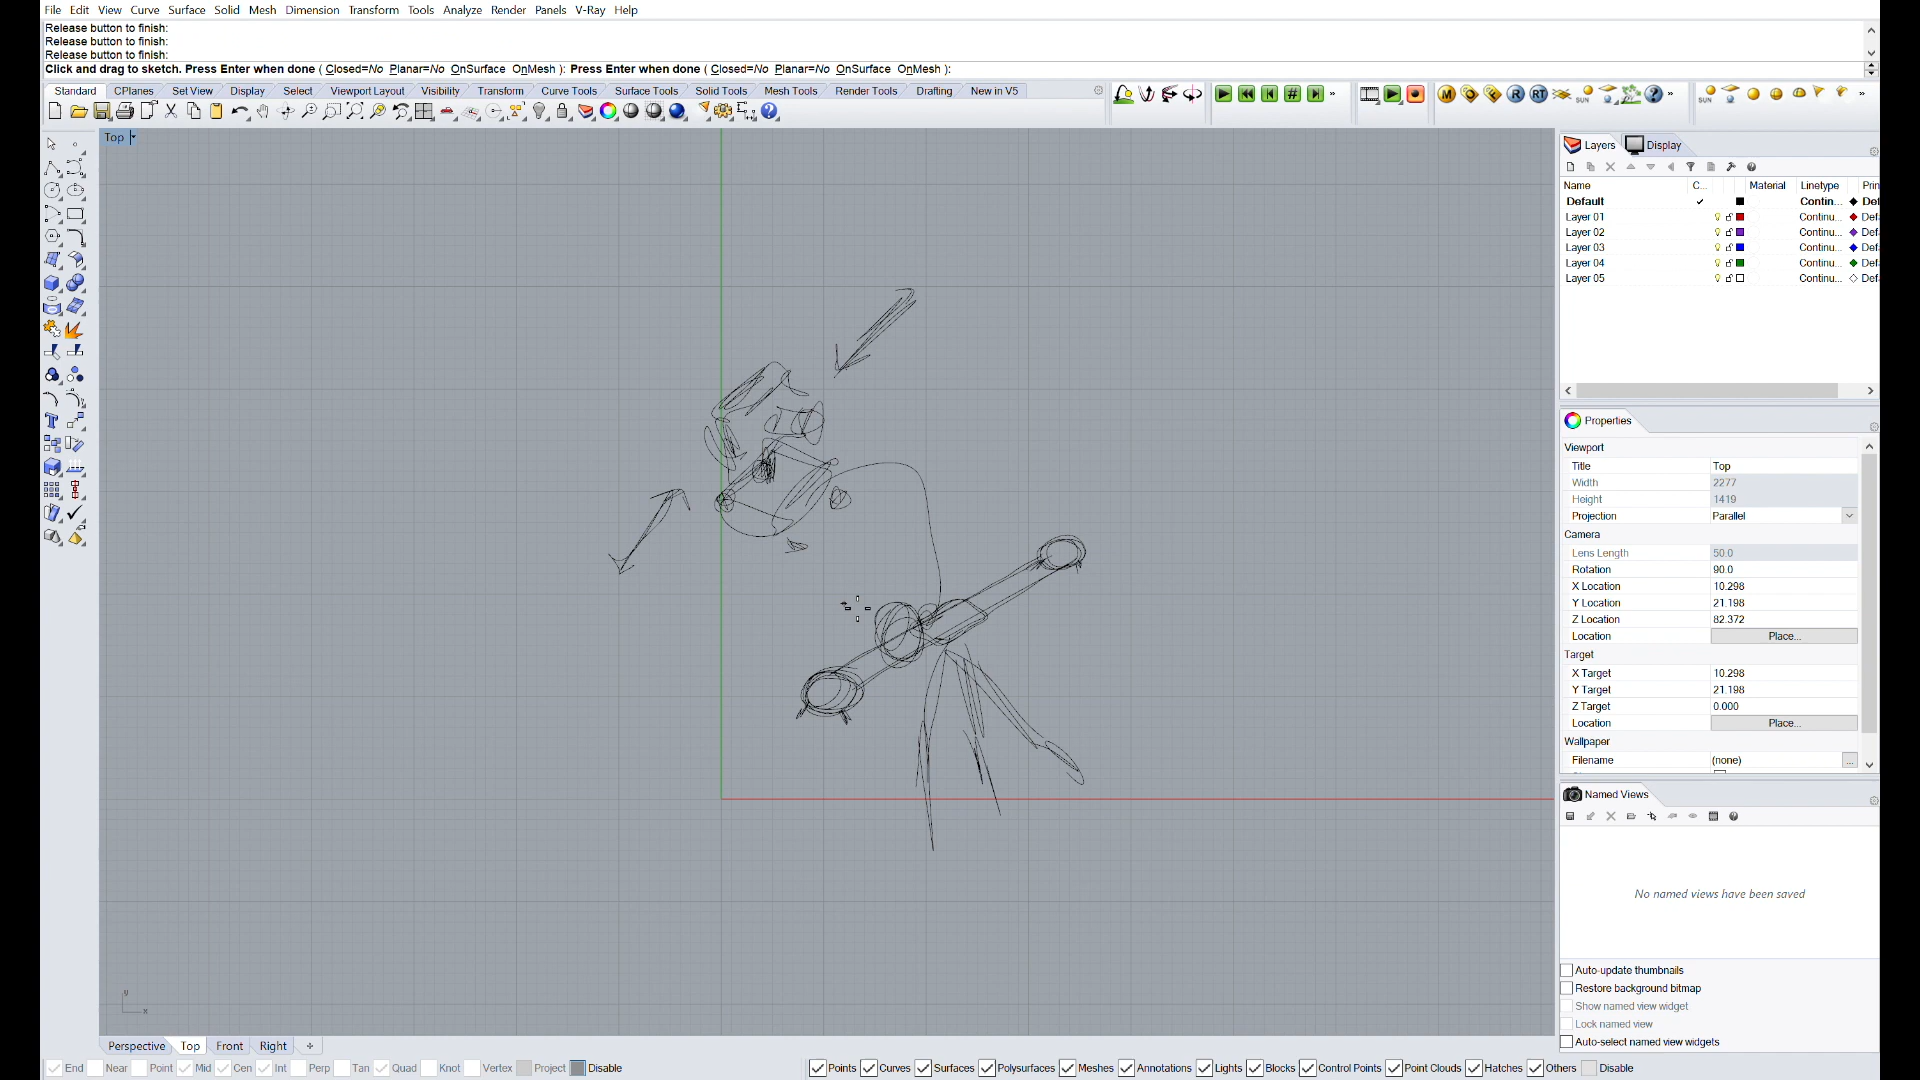 File Edit View Curve Surface Solid Mesh Dimension Transform Tools Analyze Render Panels V-Ray Help
Release button to finish:
Release button to finish:
Release button to finish:
Click and drag to sketch. Press Enter when done ( Closed=No Planar=No OnSurface OnMesh ): Press Enter when done ( Closed=No Planar=No OnSurface OnMesh ):
Standard CPlanes Set View Display Select Viewport Layout Visibility Transform Curve Tools Surface Tools Solid Tools Mesh Tools Render Tools Drafting New in V5
Top
Layers Display
Name C... Material Linetype Prin
Default Contin... Def
Layer 01 Continu... Def
Layer 02 Continu... Def
Layer 03 Continu... Def
Layer 04 Continu... Def
Layer 05 Continu... Def
Properties
Viewport
Title Top
Width 2277
Height 1419
Projection Parallel
Camera
Lens Length 50.0
Rotation 90.0
X Location 10.298
Y Location 21.198
Z Location 82.372
Location Place...
Target
X Target 10.298
Y Target 21.198
Z Target 0.000
Location Place...
Wallpaper
Filename (none) ...
Named Views
No named views have been saved
Auto-update thumbnails
Restore background bitmap
Show named view widget
Lock named view
Auto-select named view widgets
y
x
Perspective Top Front Right
End Near Point Mid Cen Int Perp Tan Quad Knot Vertex Project Disable Points Curves Surfaces Polysurfaces Meshes Annotations Lights Blocks Control Points Point Clouds Hatches Others Disable